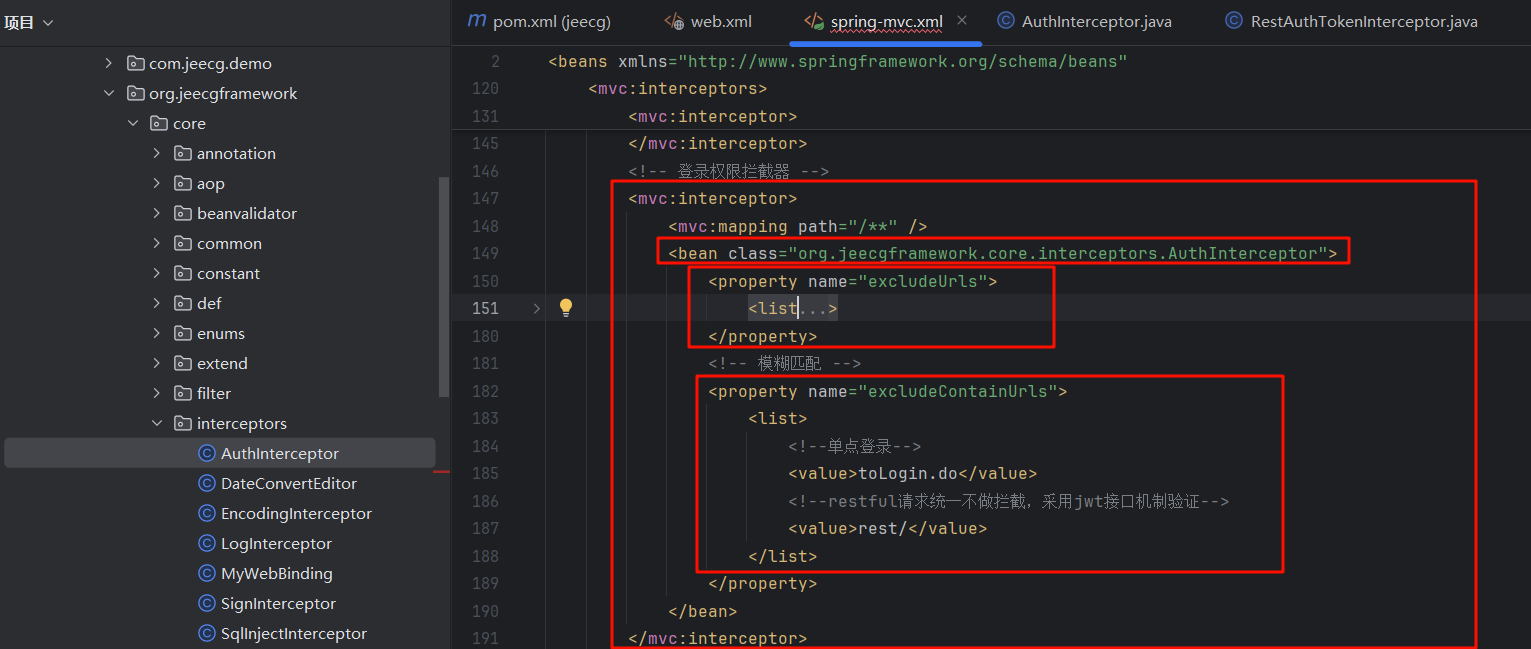 项目
com.jeecg.demo
org.jeecgframework
core
annotation
aop
beanvalidator
common
constant
def
enums
extend
filter
interceptors
AuthInterceptor
DateConvertEditor
EncodingInterceptor
LogInterceptor
MyWebBinding
SignInterceptor
SqlInjectInterceptor
pom.xml (jeecg)
web.xml
spring-mvc.xml
AuthInterceptor.java
RestAuthTokenInterceptor.java
2 <beans xmlns="http://www.springframework.org/schema/beans"
120 <mvc:interceptors>
131 <mvc:interceptor>
145 </mvc:interceptor>
146 <!-- 登录权限拦截器 -->
147 <mvc:interceptor>
148 <mvc:mapping path="/**" />
149 <bean class="org.jeecgframework.core.interceptors.AuthInterceptor">
150 <property name="excludeUrls">
151 <list...>
180 </property>
181 <!-- 模糊匹配 -->
182 <property name="excludeContainUrls">
183 <list>
184 <!--单点登录-->
185 <value>toLogin.do</value>
186 <!--restful请求统一不做拦截，采用jwt接口机制验证-->
187 <value>rest/</value>
188 </list>
189 </property>
190 </bean>
191 </mvc:interceptor>